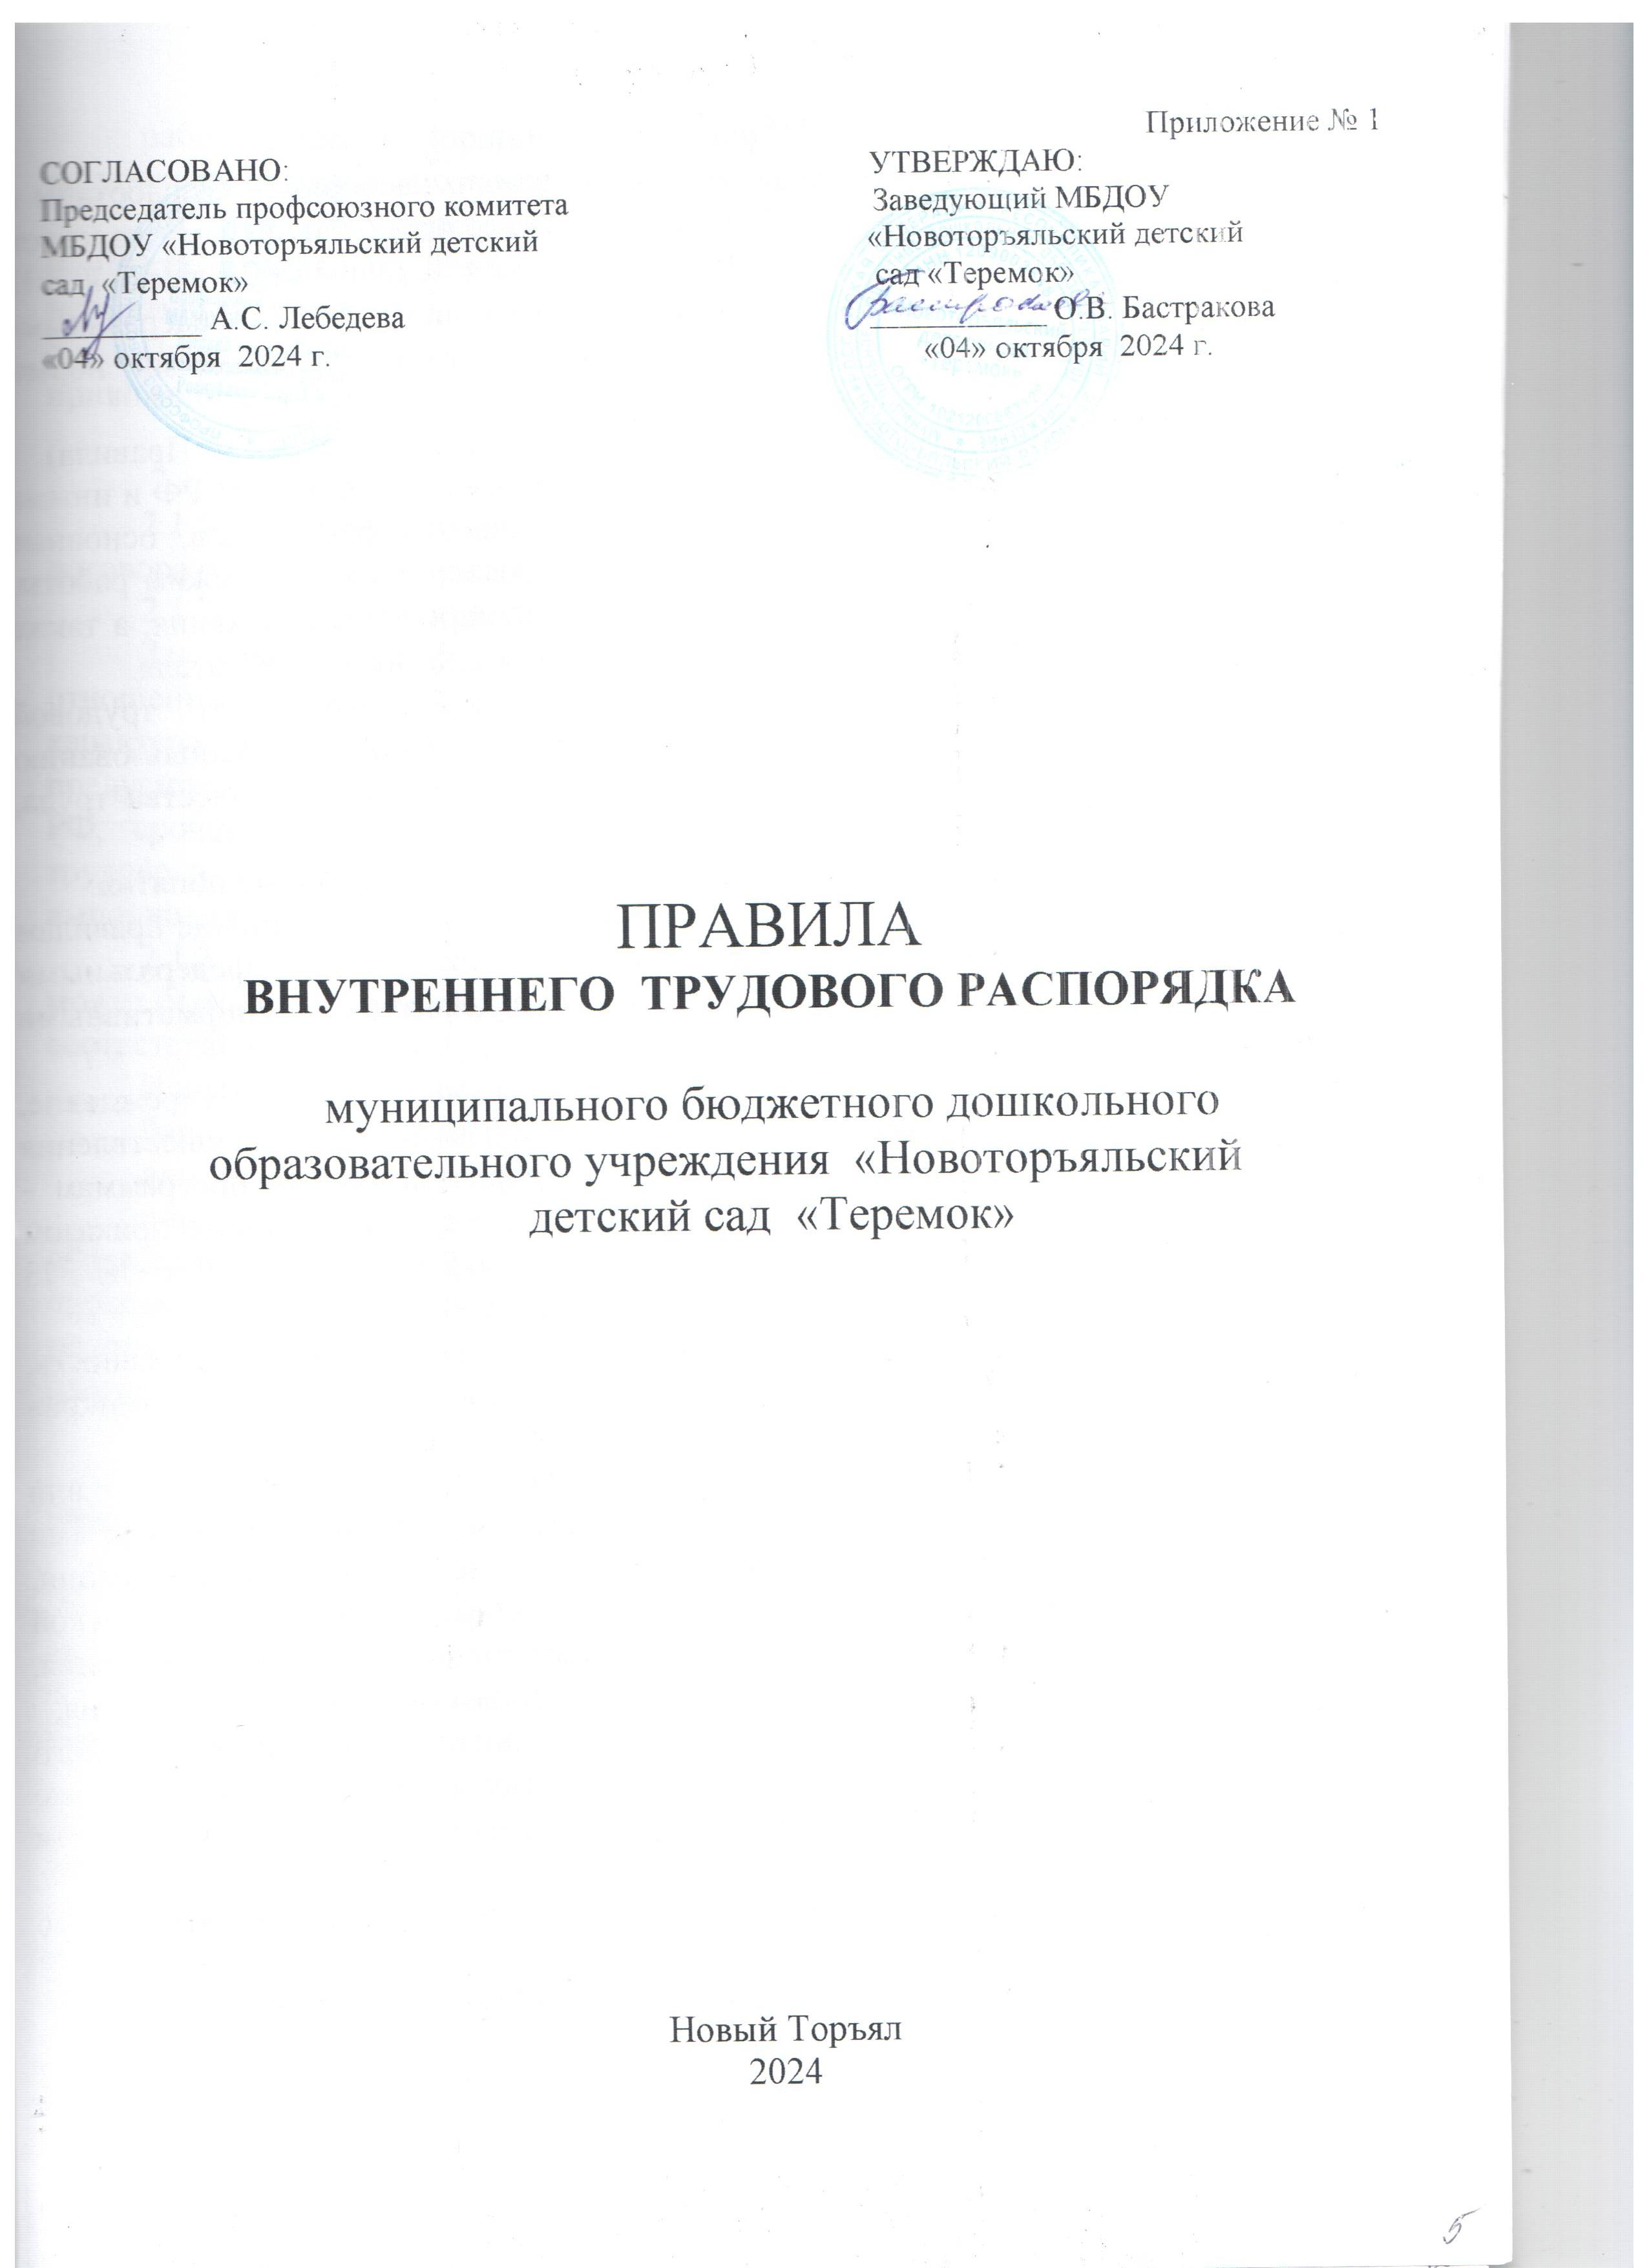 Приложение № 1
СОГЛАСОВАНО:
Председатель профсоюзного комитета
МБДОУ «Новоторъяльский детский
сад «Теремок»
____________ А.С. Лебедева
«04» октября 2024 г.
УТВЕРЖДАЮ:
Заведующий МБДОУ
«Новоторъяльский детский
сад «Теремок»
____________ О.В. Бастракова
«04» октября 2024 г.
ПРАВИЛА
ВНУТРЕННЕГО ТРУДОВОГО РАСПОРЯДКА
муниципального бюджетного дошкольного
образовательного учреждения «Новоторъяльский
детский сад «Теремок»
Новый Торъял
2024
5